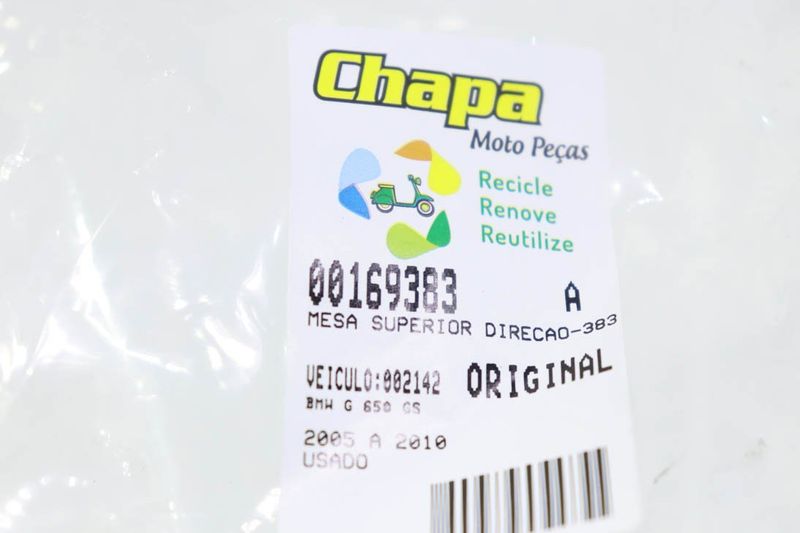 Chapa
Moto Peças
Recicle
Renove
Reutilize
00169383 A
MESA SUPERIOR DIRECAO-383
VEICULO:002142 ORIGINAL
BMW G 650 GS
2005 A 2010
USADO